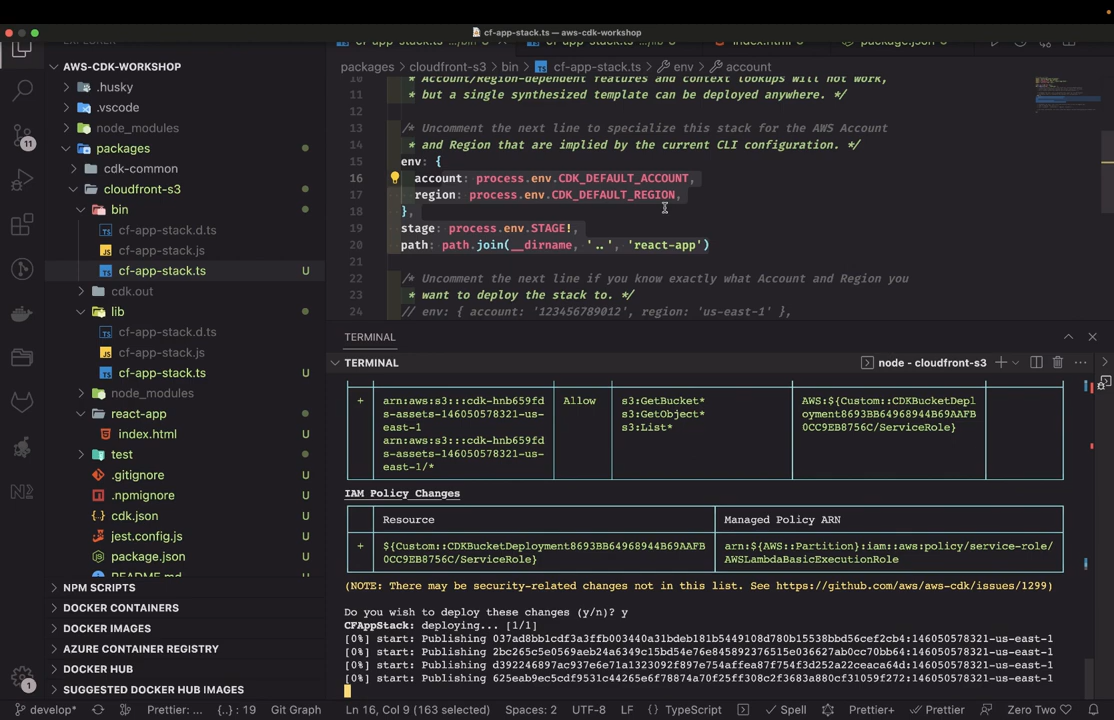 cf-app-stack.ts — aws-cdk-workshop
AWS-CDK-WORKSHOP
.husky
.vscode
node_modules
packages
cdk-common
cloudfront-s3
bin
cf-app-stack.d.ts
cf-app-stack.js
cf-app-stack.ts U
cdk.out
lib
cf-app-stack.d.ts
cf-app-stack.js
cf-app-stack.ts U
node_modules
react-app
index.html U
test
.gitignore U
.npmignore U
cdk.json U
jest.config.js U
package.json U
NPM SCRIPTS
DOCKER CONTAINERS
DOCKER IMAGES
AZURE CONTAINER REGISTRY
DOCKER HUB
SUGGESTED DOCKER HUB IMAGES
11
1
packages > cloudfront-s3 > bin > cf-app-stack.ts > env > account
10 * Account/Region-dependent features and context lookups will not work,
11 * but a single synthesized template can be deployed anywhere. */
12
13 /* Uncomment the next line to specialize this stack for the AWS Account
14 * and Region that are implied by the current CLI configuration. */
15 env: {
16 account: process.env.CDK_DEFAULT_ACCOUNT,
17 region: process.env.CDK_DEFAULT_REGION,
18 },
19 stage: process.env.STAGE!,
20 path: path.join(__dirname, '..', 'react-app')
21
22 /* Uncomment the next line if you know exactly what Account and Region you
23 * want to deploy the stack to. */
24 // env: { account: '123456789012', region: 'us-east-1' },
TERMINAL
TERMINAL
node - cloudfront-s3
+ arn:aws:s3:::cdk-hnb659fd Allow s3:GetBucket* AWS:${Custom::CDKBucketDepl
s-assets-146050578321-us- s3:GetObject* oyment8693BB64968944B69AAFB
east-1 s3:List* 0CC9EB8756C/ServiceRole}
arn:aws:s3:::cdk-hnb659fd
s-assets-146050578321-us-
east-1/*
IAM Policy Changes
Resource Managed Policy ARN
+ ${Custom::CDKBucketDeployment8693BB64968944B69AAFB arn:${AWS::Partition}:iam::aws:policy/service-role/
0CC9EB8756C/ServiceRole} AWSLambdaBasicExecutionRole
(NOTE: There may be security-related changes not in this list. See https://github.com/aws/aws-cdk/issues/1299)
Do you wish to deploy these changes (y/n)? y
CFAppStack: deploying... [1/1]
[0%] start: Publishing 037ad8bb1cdf3a3ffb003440a31bdeb181b5449108d780b15538bbd56cef2cb4:146050578321-us-east-1
[0%] start: Publishing 2bc265c5e0569aeb24a6349c15bd54e76e845892376515e036627ab0cc70bb64:146050578321-us-east-1
[0%] start: Publishing d392246897ac937e6e71a1323092f897e754affea87f754f3d252a22ceaca64d:146050578321-us-east-1
[0%] start: Publishing 625eab9ec5cdf9531c44265e6f78874a70f25ff308c2f3683a880cf31059f272:146050578321-us-east-1
develop* Prettier: ... {..} : 19 Git Graph Ln 16, Col 9 (163 selected) Spaces: 2 UTF-8 LF TypeScript Spell Prettier+ Prettier Zero Two